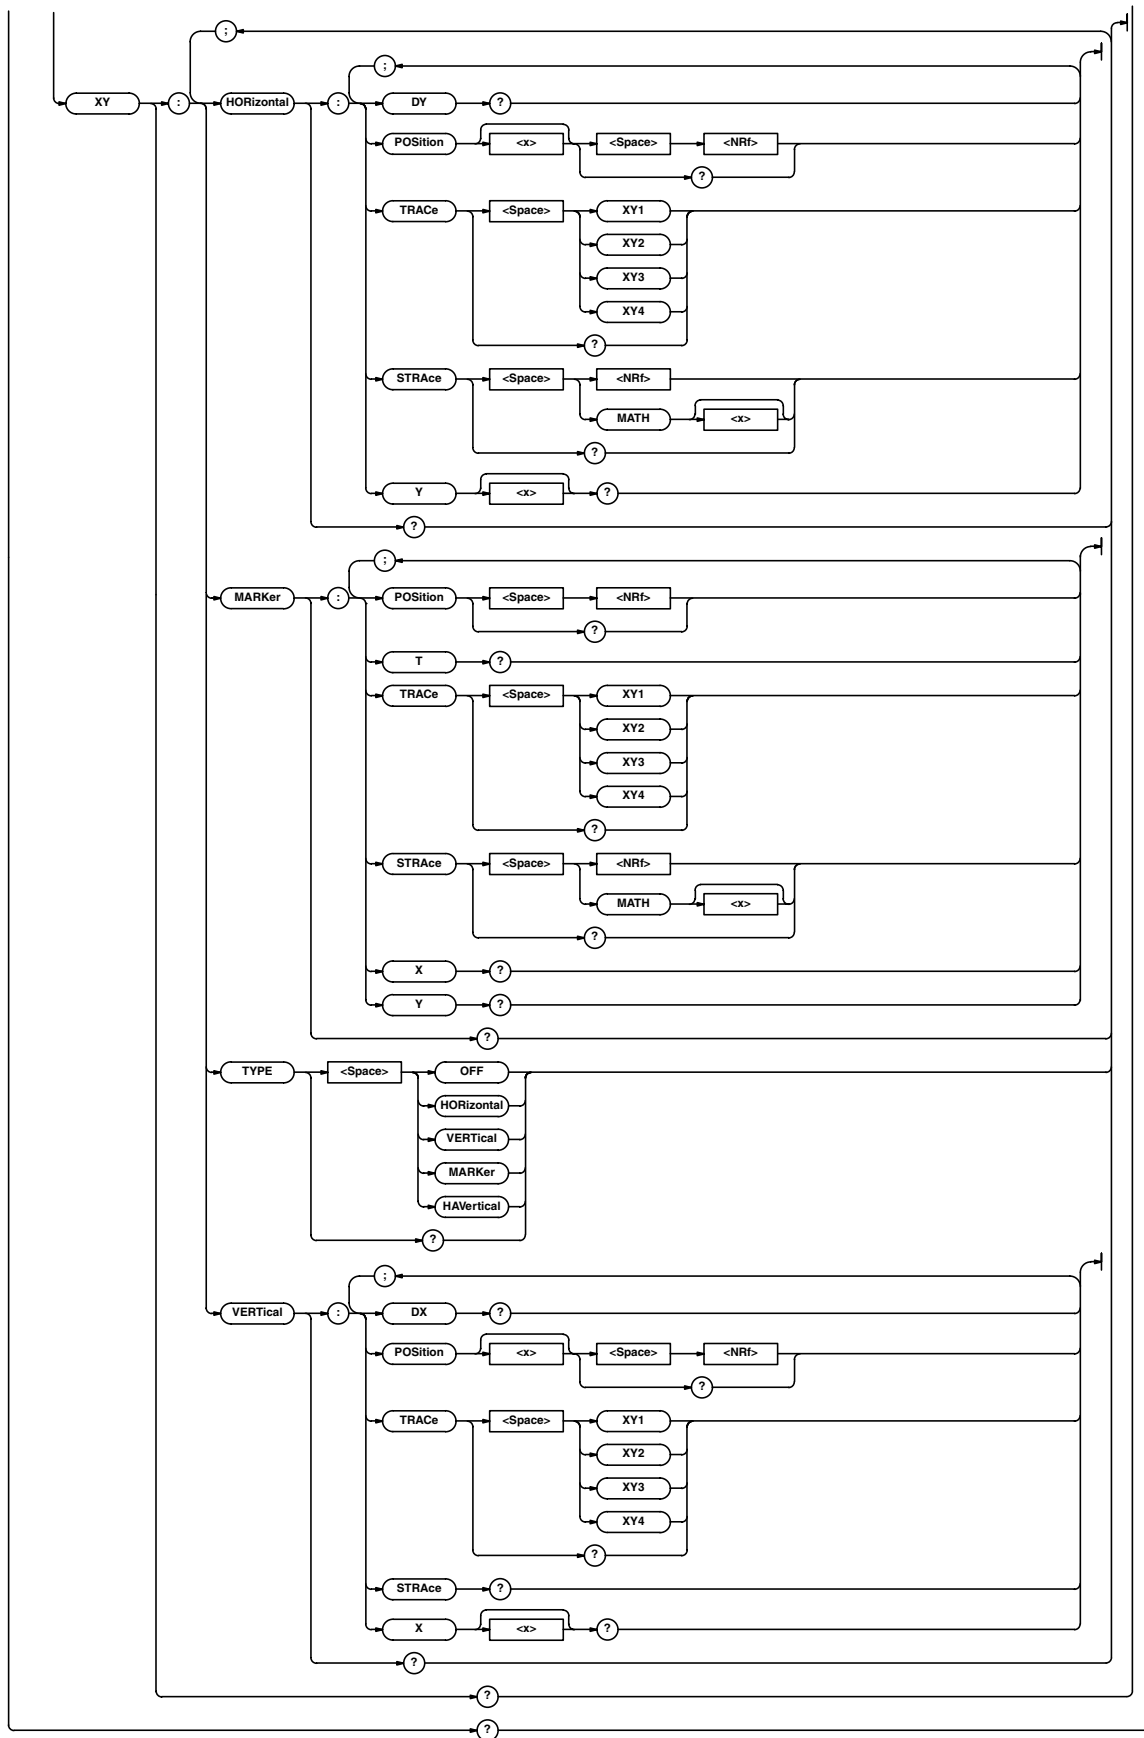 ;
;
XY : HORizontal : DY ?
POSition <x> <Space> <NRf>
?
TRACe <Space> XY1
XY2
XY3
XY4
?
STRAce <Space> <NRf>
MATH <x>
?
Y <x> ?
?
;
MARKer : POSition <Space> <NRf>
?
T ?
TRACe <Space> XY1
XY2
XY3
XY4
?
STRAce <Space> <NRf>
MATH <x>
?
X ?
Y ?
?
TYPE <Space> OFF
HORizontal
VERTical
MARKer
HAVertical
?
;
VERTical : DX ?
POSition <x> <Space> <NRf>
?
TRACe <Space> XY1
XY2
XY3
XY4
?
STRAce ?
X <x> ?
?
?
?